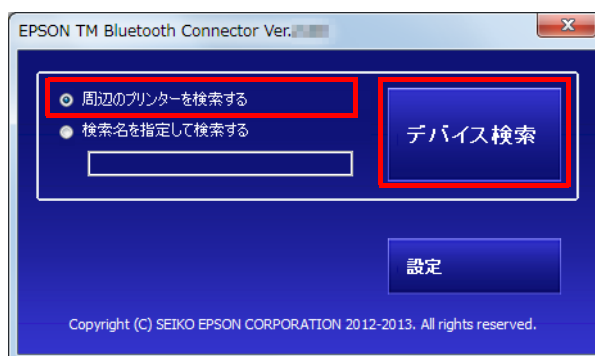 EPSON TM Bluetooth Connector Ver.
周辺のプリンターを検索する
検索名を指定して検索する
デバイス検索
設定
Copyright (C) SEIKO EPSON CORPORATION 2012-2013. All rights reserved.